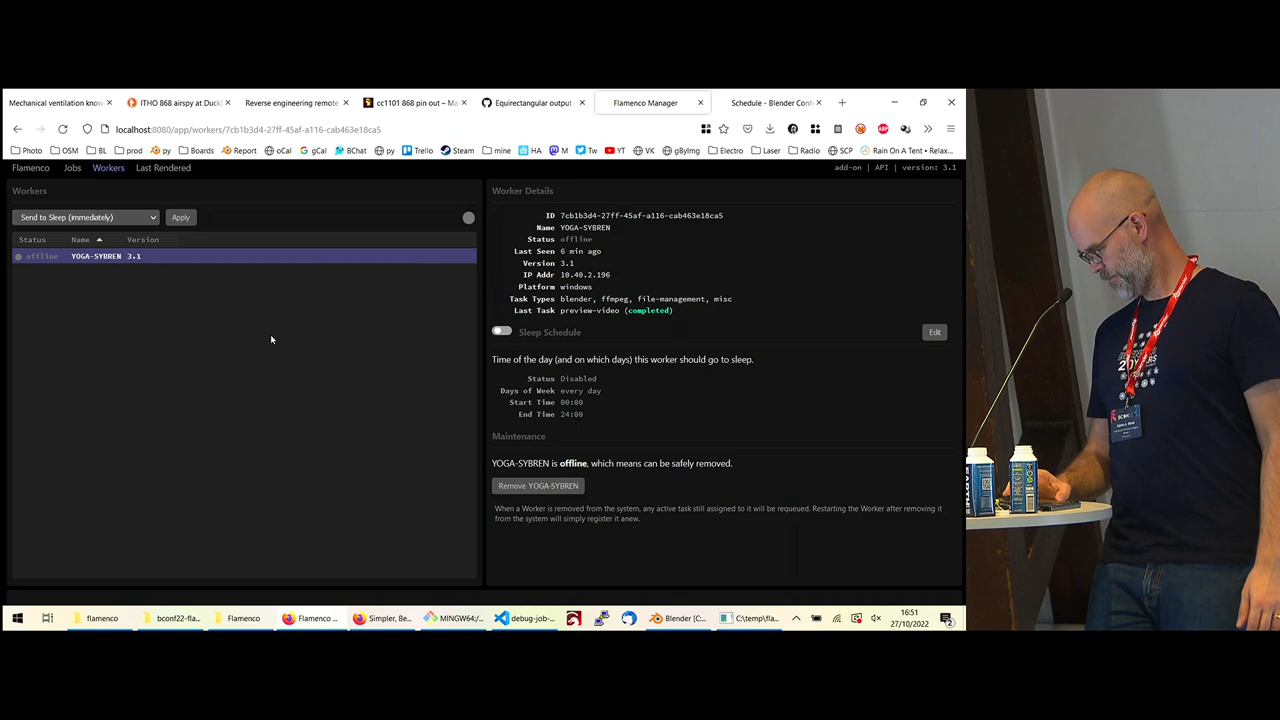 Mechanical ventilation know
ITHO 868 airspy at Duck
Reverse engineering remote
cc1101 868 pin out – Ma
Equirectangular output
Flamenco Manager
Schedule - Blender Conf
localhost:8080/app/workers/7cb1b3d4-27ff-45af-a116-cab463e18ca5
Photo OSM BL prod py Boards Report oCal gCal BChat py Trello Steam mine HA M Tw YT VK gByImg Electro Laser Radio SCP Rain On A Tent • Relax...
Flamenco Jobs Workers Last Rendered
add-on | API | version: 3.1
Workers
Send to Sleep (immediately) Apply
Status Name Version
offline YOGA-SYBREN 3.1
Worker Details
ID 7cb1b3d4-27ff-45af-a116-cab463e18ca5
Name YOGA-SYBREN
Status offline
Last Seen 6 min ago
Version 3.1
IP Addr 10.40.2.196
Platform windows
Task Types blender, ffmpeg, file-management, misc
Last Task preview-video (completed)
Sleep Schedule Edit
Time of the day (and on which days) this worker should go to sleep.
Status Disabled
Days of Week every day
Start Time 00:00
End Time 24:00
Maintenance
YOGA-SYBREN is offline, which means can be safely removed.
Remove YOGA-SYBREN
When a Worker is removed from the system, any active task still assigned to it will be requeued. Restarting the Worker after removing it
from the system will simply register it anew.
flamenco
bconf22-fla...
Flamenco
Flamenco ...
Simpler, Be...
MINGW64:/...
debug-job-...
Blender [C...
C:\temp\fla...
16:51
27/10/2022
2